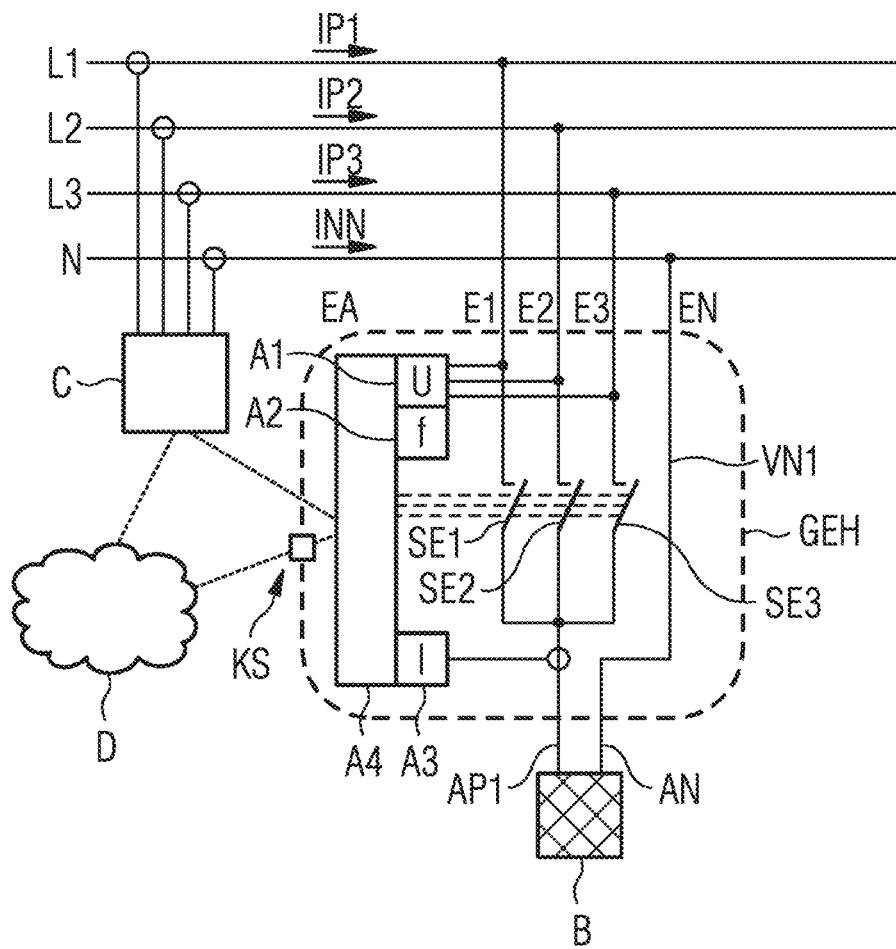 IP1
L1
IP2
L2
IP3
L3
INN
N
EA E1 E2 E3 EN
A1 U
C
A2 f
VN1
SE1 GEH
SE2 SE3
KS I
D A4 A3
AP1 AN
B